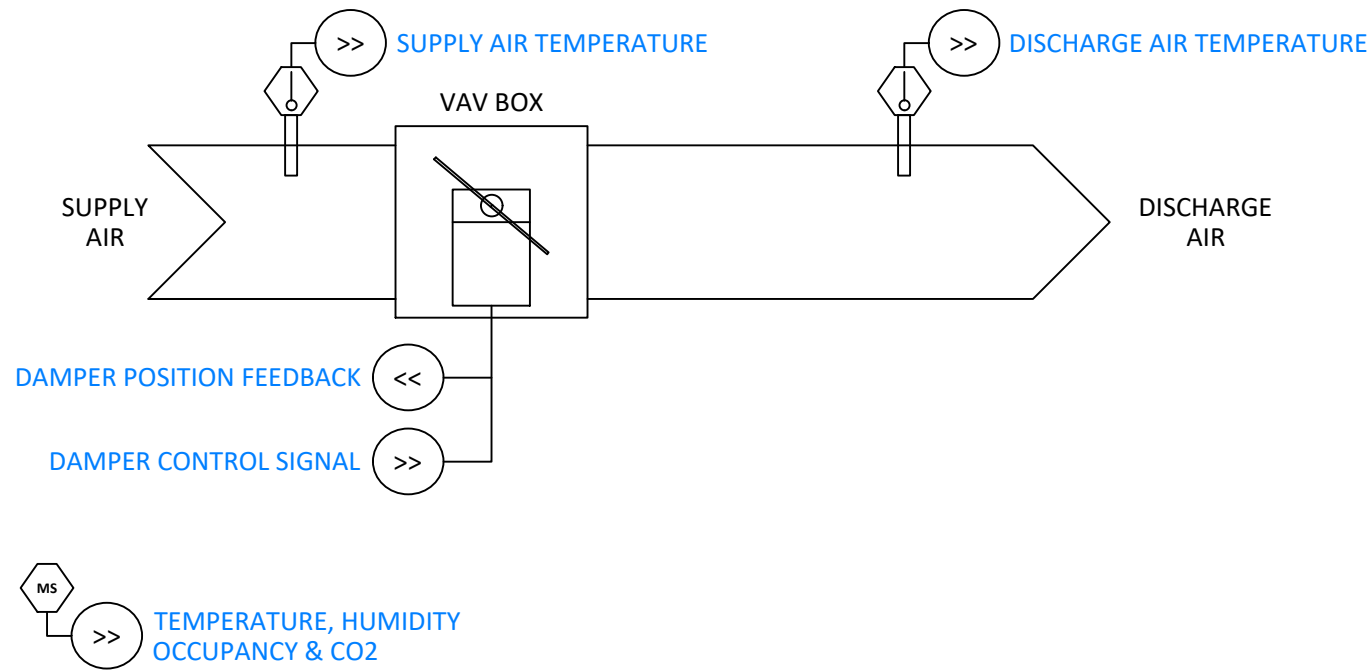 >> SUPPLY AIR TEMPERATURE
>> DISCHARGE AIR TEMPERATURE
VAV BOX
SUPPLY
AIR
DISCHARGE
AIR
DAMPER POSITION FEEDBACK <<
DAMPER CONTROL SIGNAL >>
MS
>> TEMPERATURE, HUMIDITY
OCCUPANCY & CO2